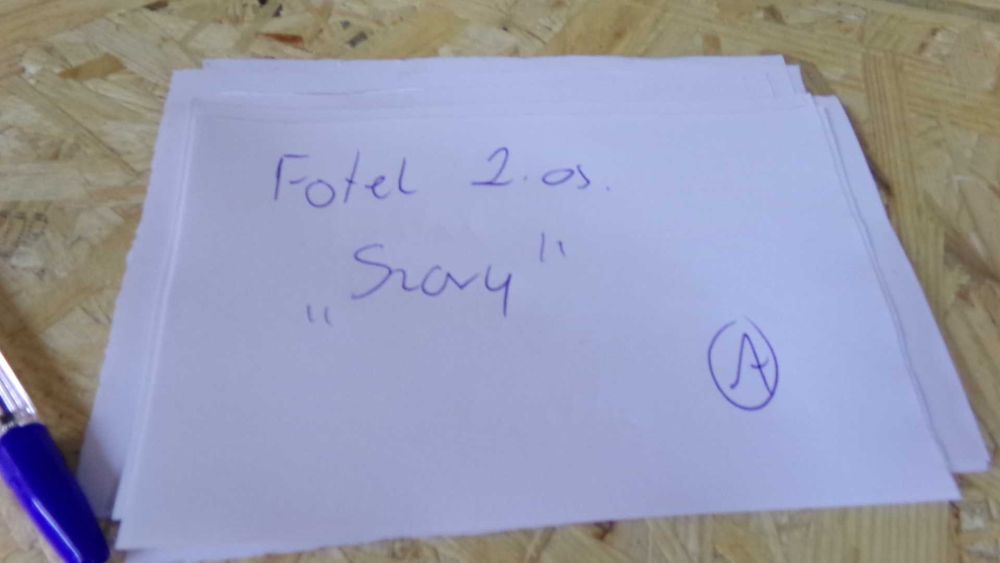 Fotel 2.os.
„Szary"
A